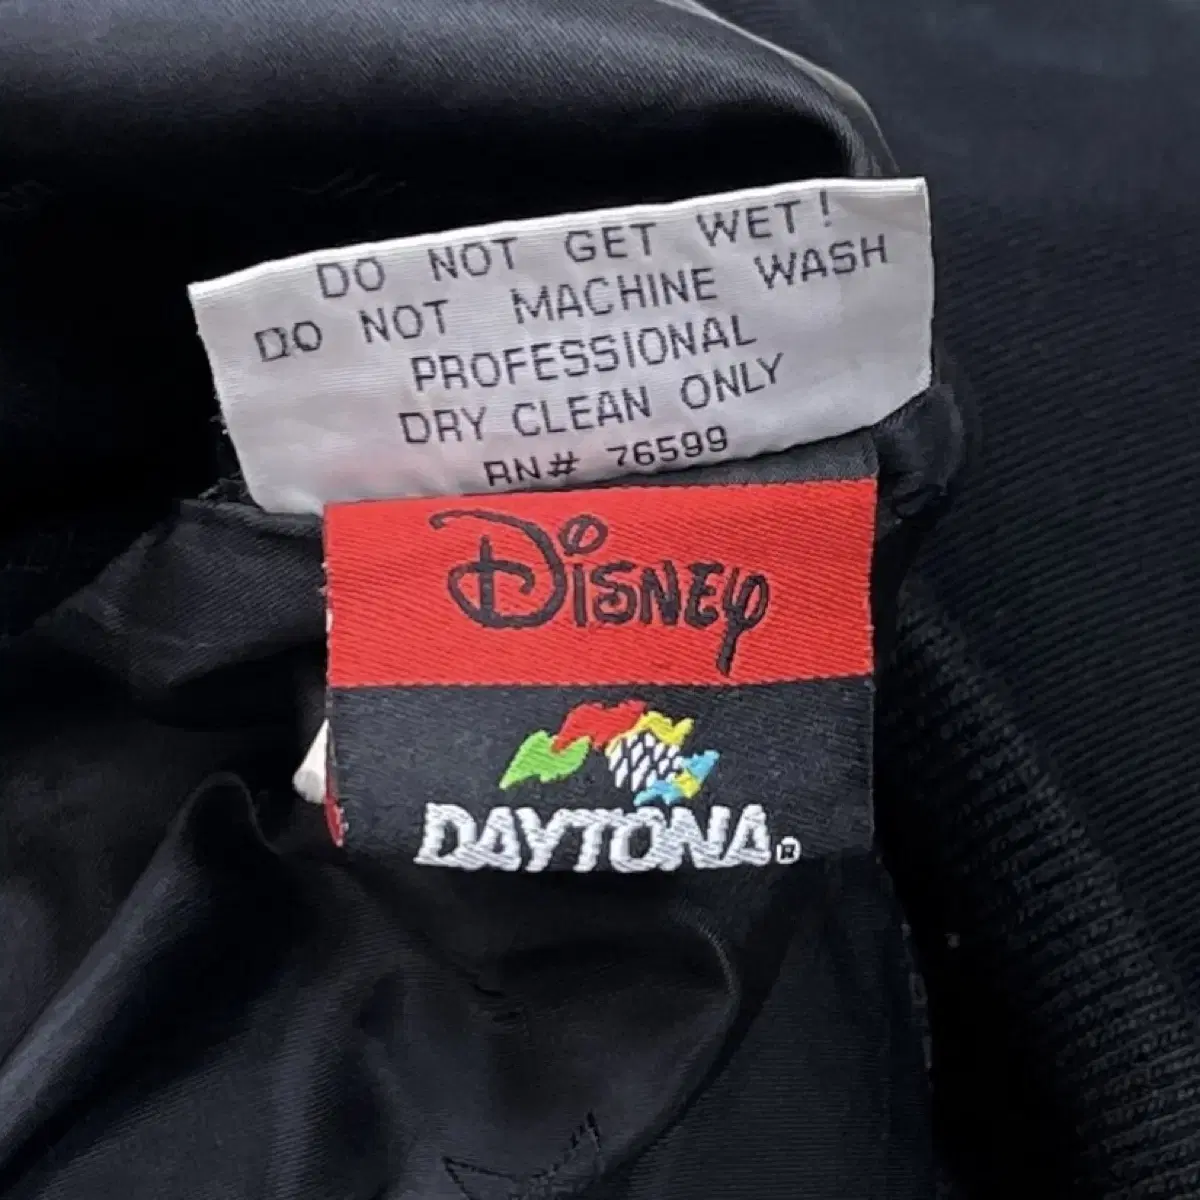 DO NOT GET WET!
DO NOT MACHINE WASH
PROFESSIONAL
DRY CLEAN ONLY
RN# 76599
DISNEY
DAYTONA®